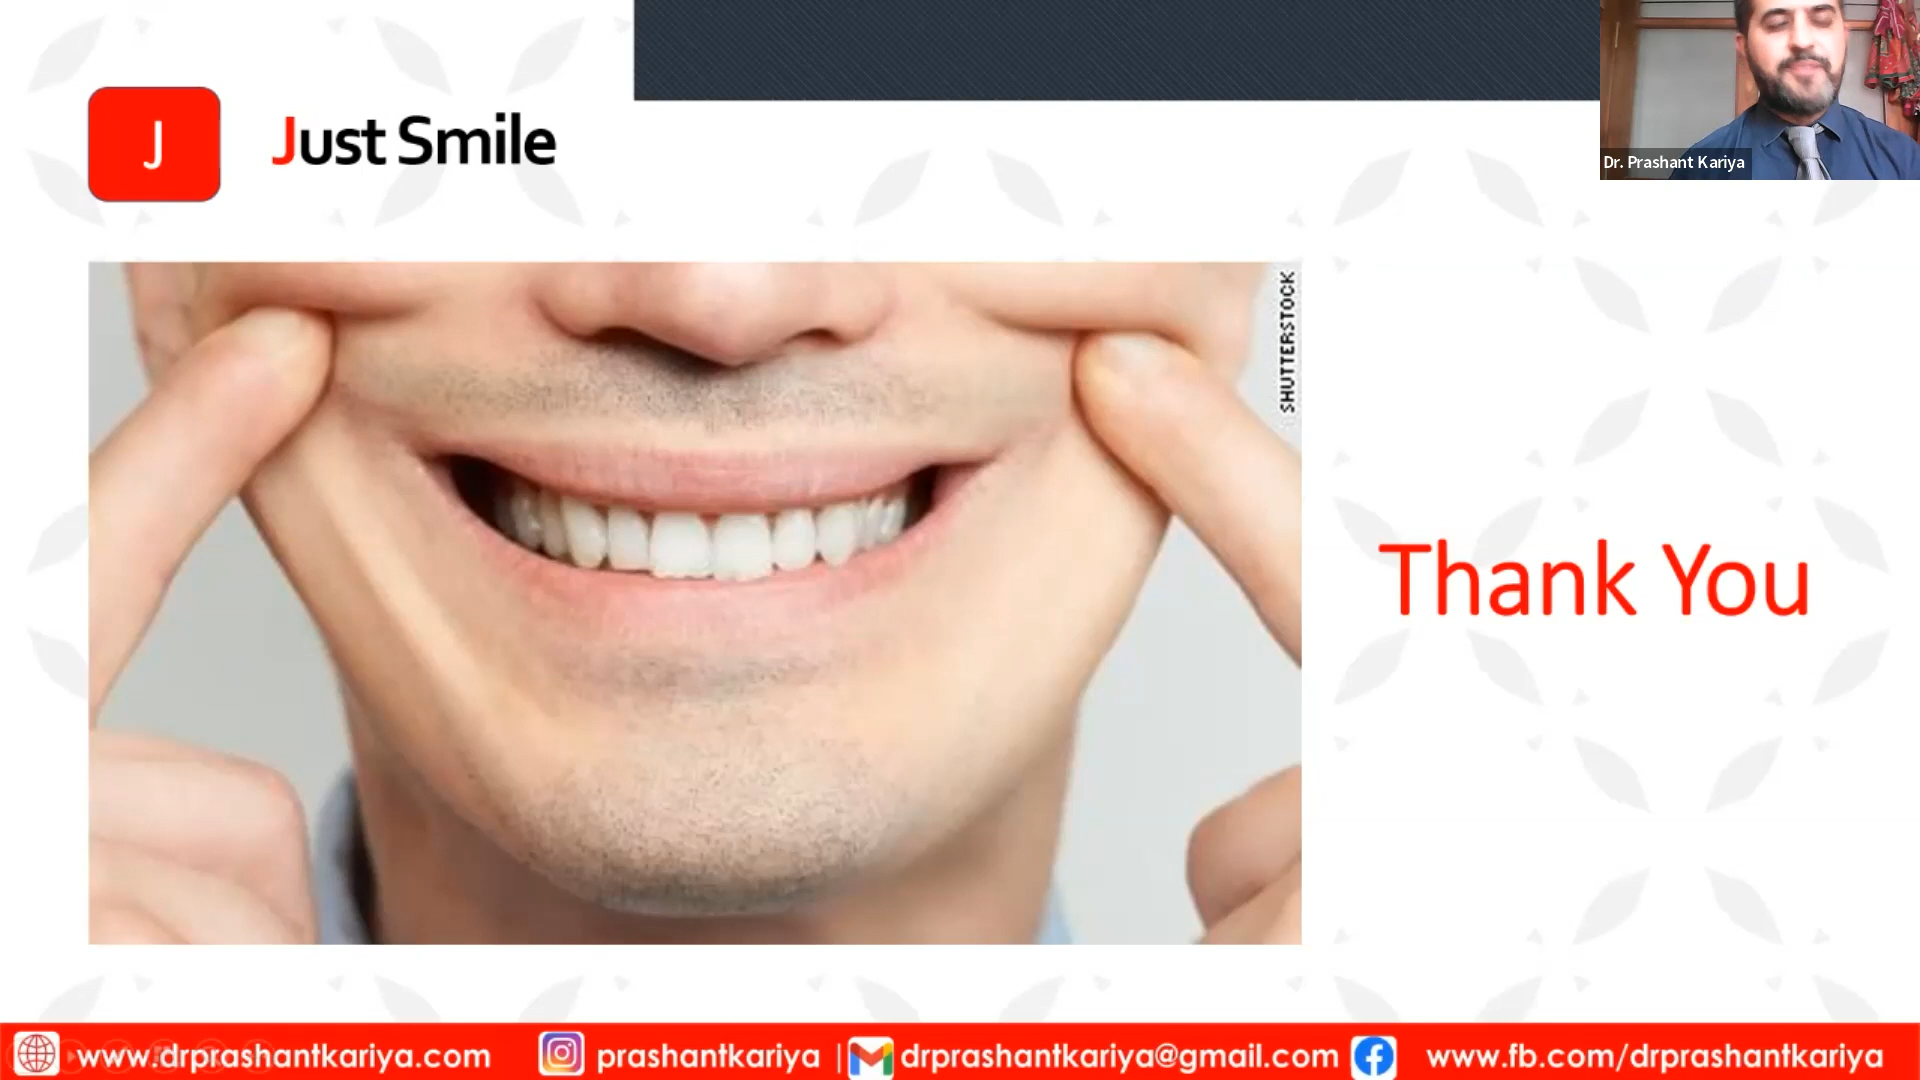 J
Just Smile
Dr. Prashant Kariya
SHUTTERSTOCK
Thank You
www.drprashantkariya.com
prashantkariya |
drprashantkariya@gmail.com
www.fb.com/drprashantkariya